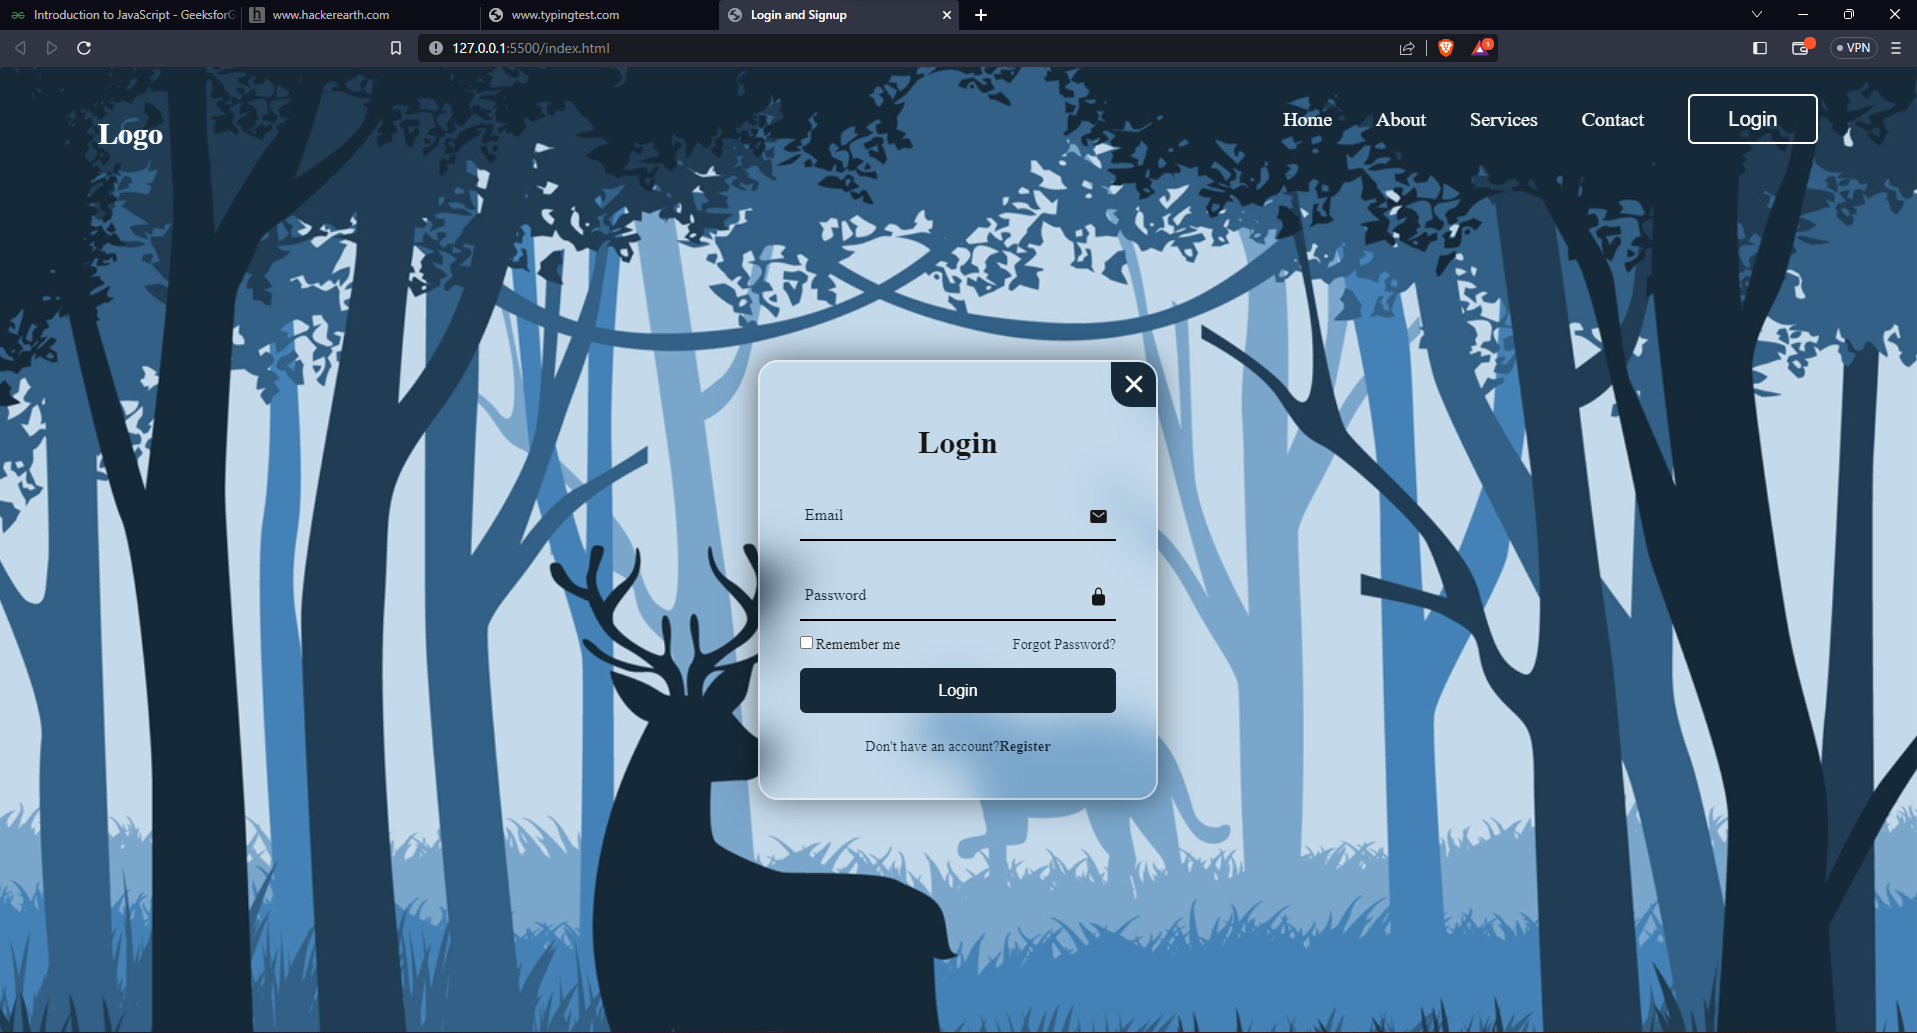 Introduction to JavaScript - GeeksforG
www.hackerearth.com
www.typingtest.com
Login and Signup
127.0.0.1:5500/index.html
1
VPN
Logo
Home
About
Services
Contact
Login
Login
Email
Password
Remember me
Forgot Password?
Login
Don't have an account?Register